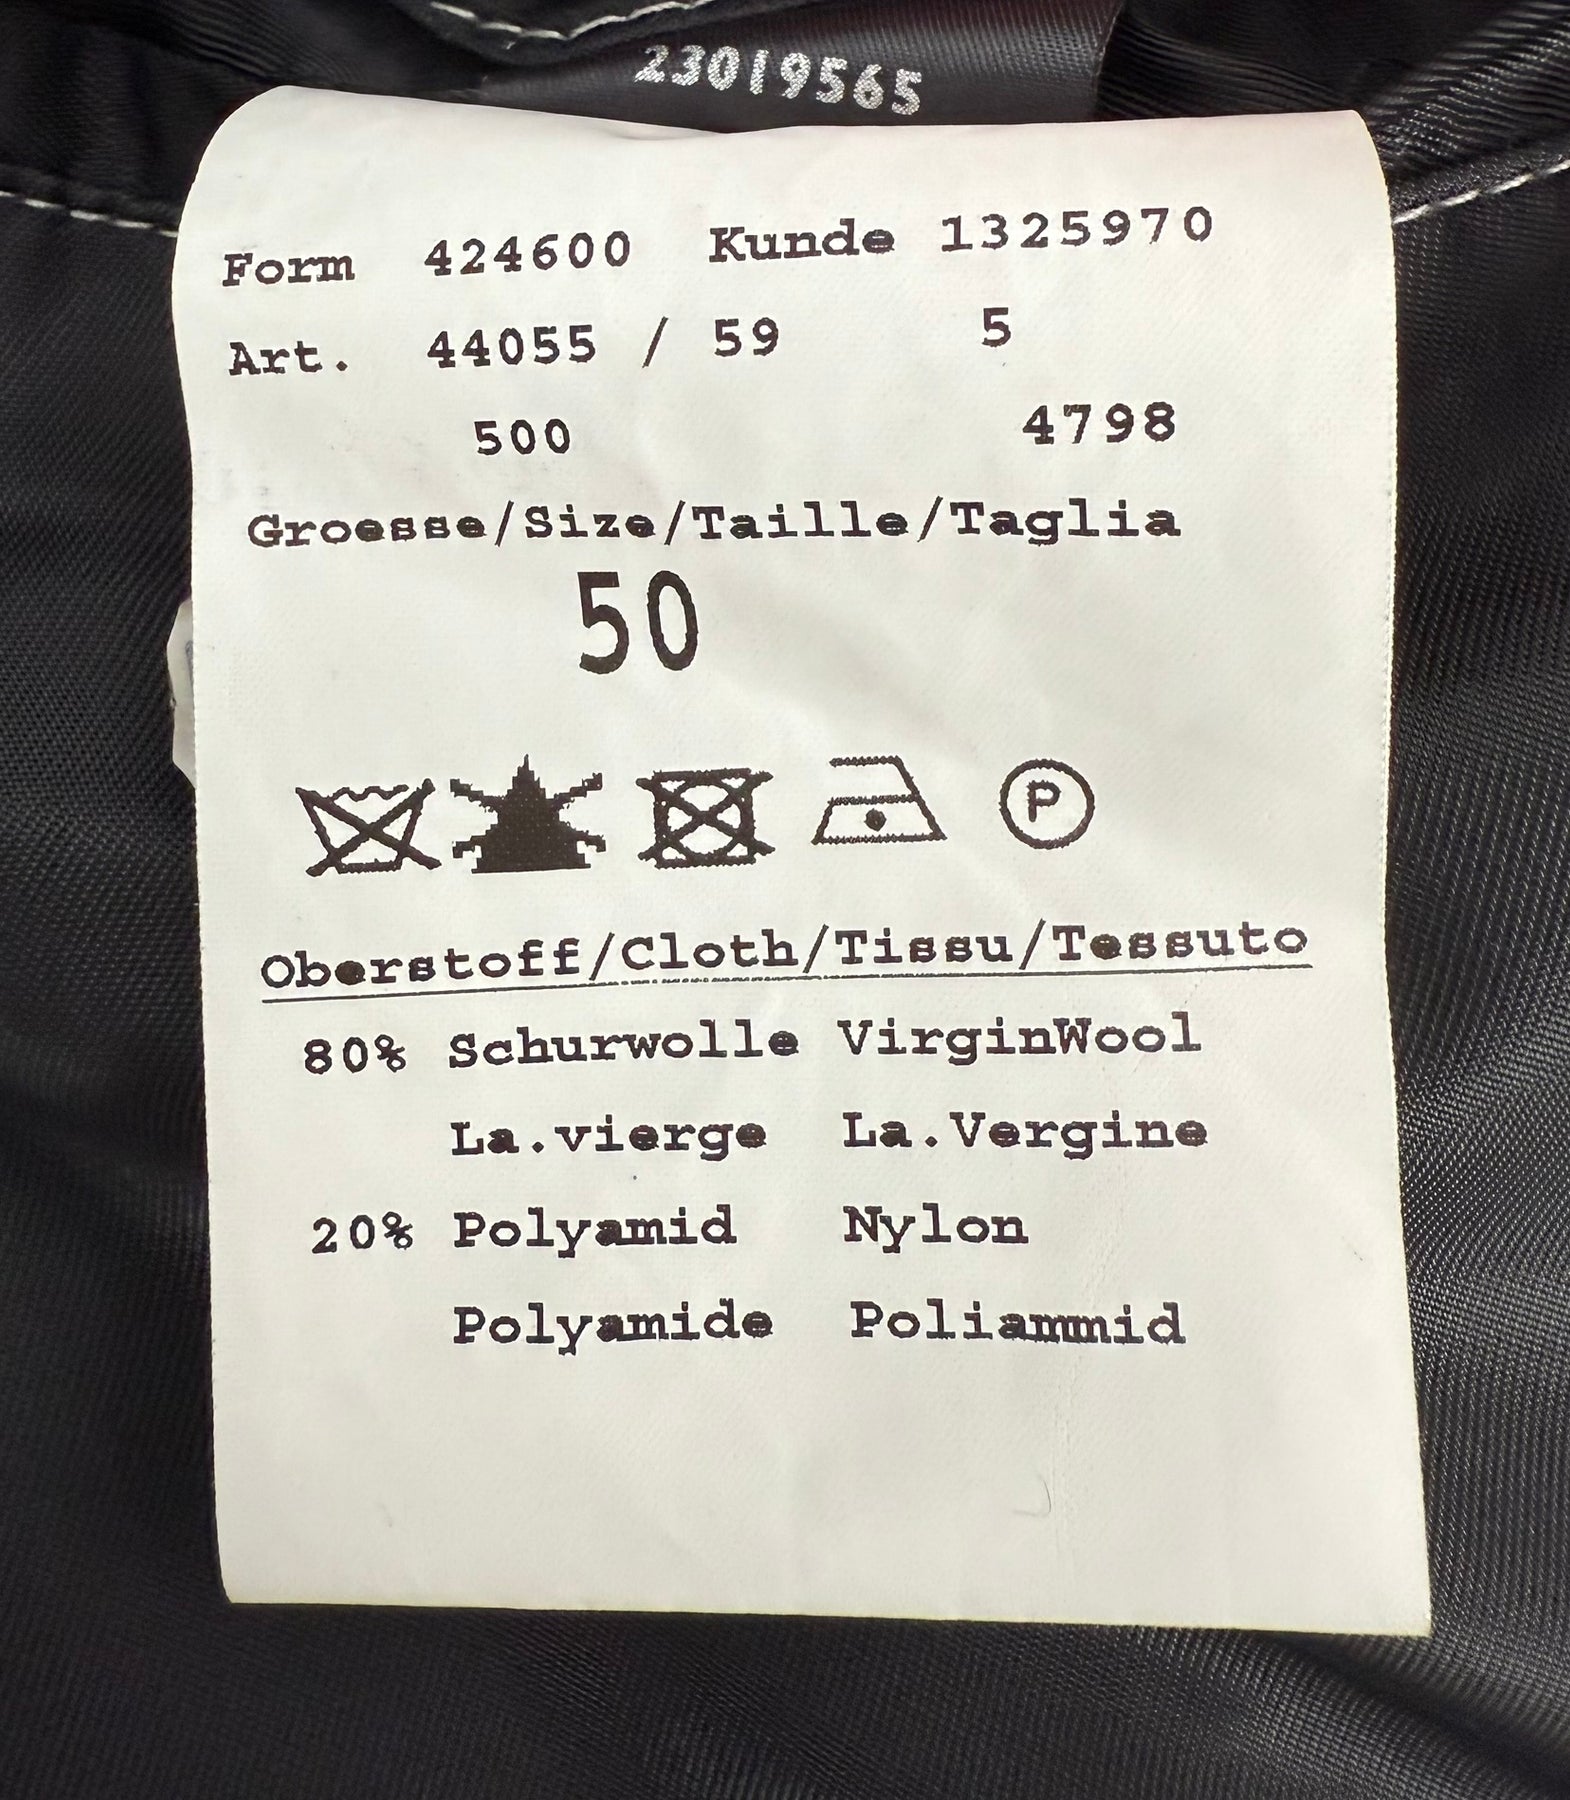 23019565
Form 424600 Kunde 1325970
Art. 44055 / 59 5
500 4798
Groesse/Size/Taille/Taglia
50
P
Oberstoff/Cloth/Tissu/Tessuto
80% Schurwolle VirginWool
La.vierge La.Vergine
20% Polyamid Nylon
Polyamide Poliammid